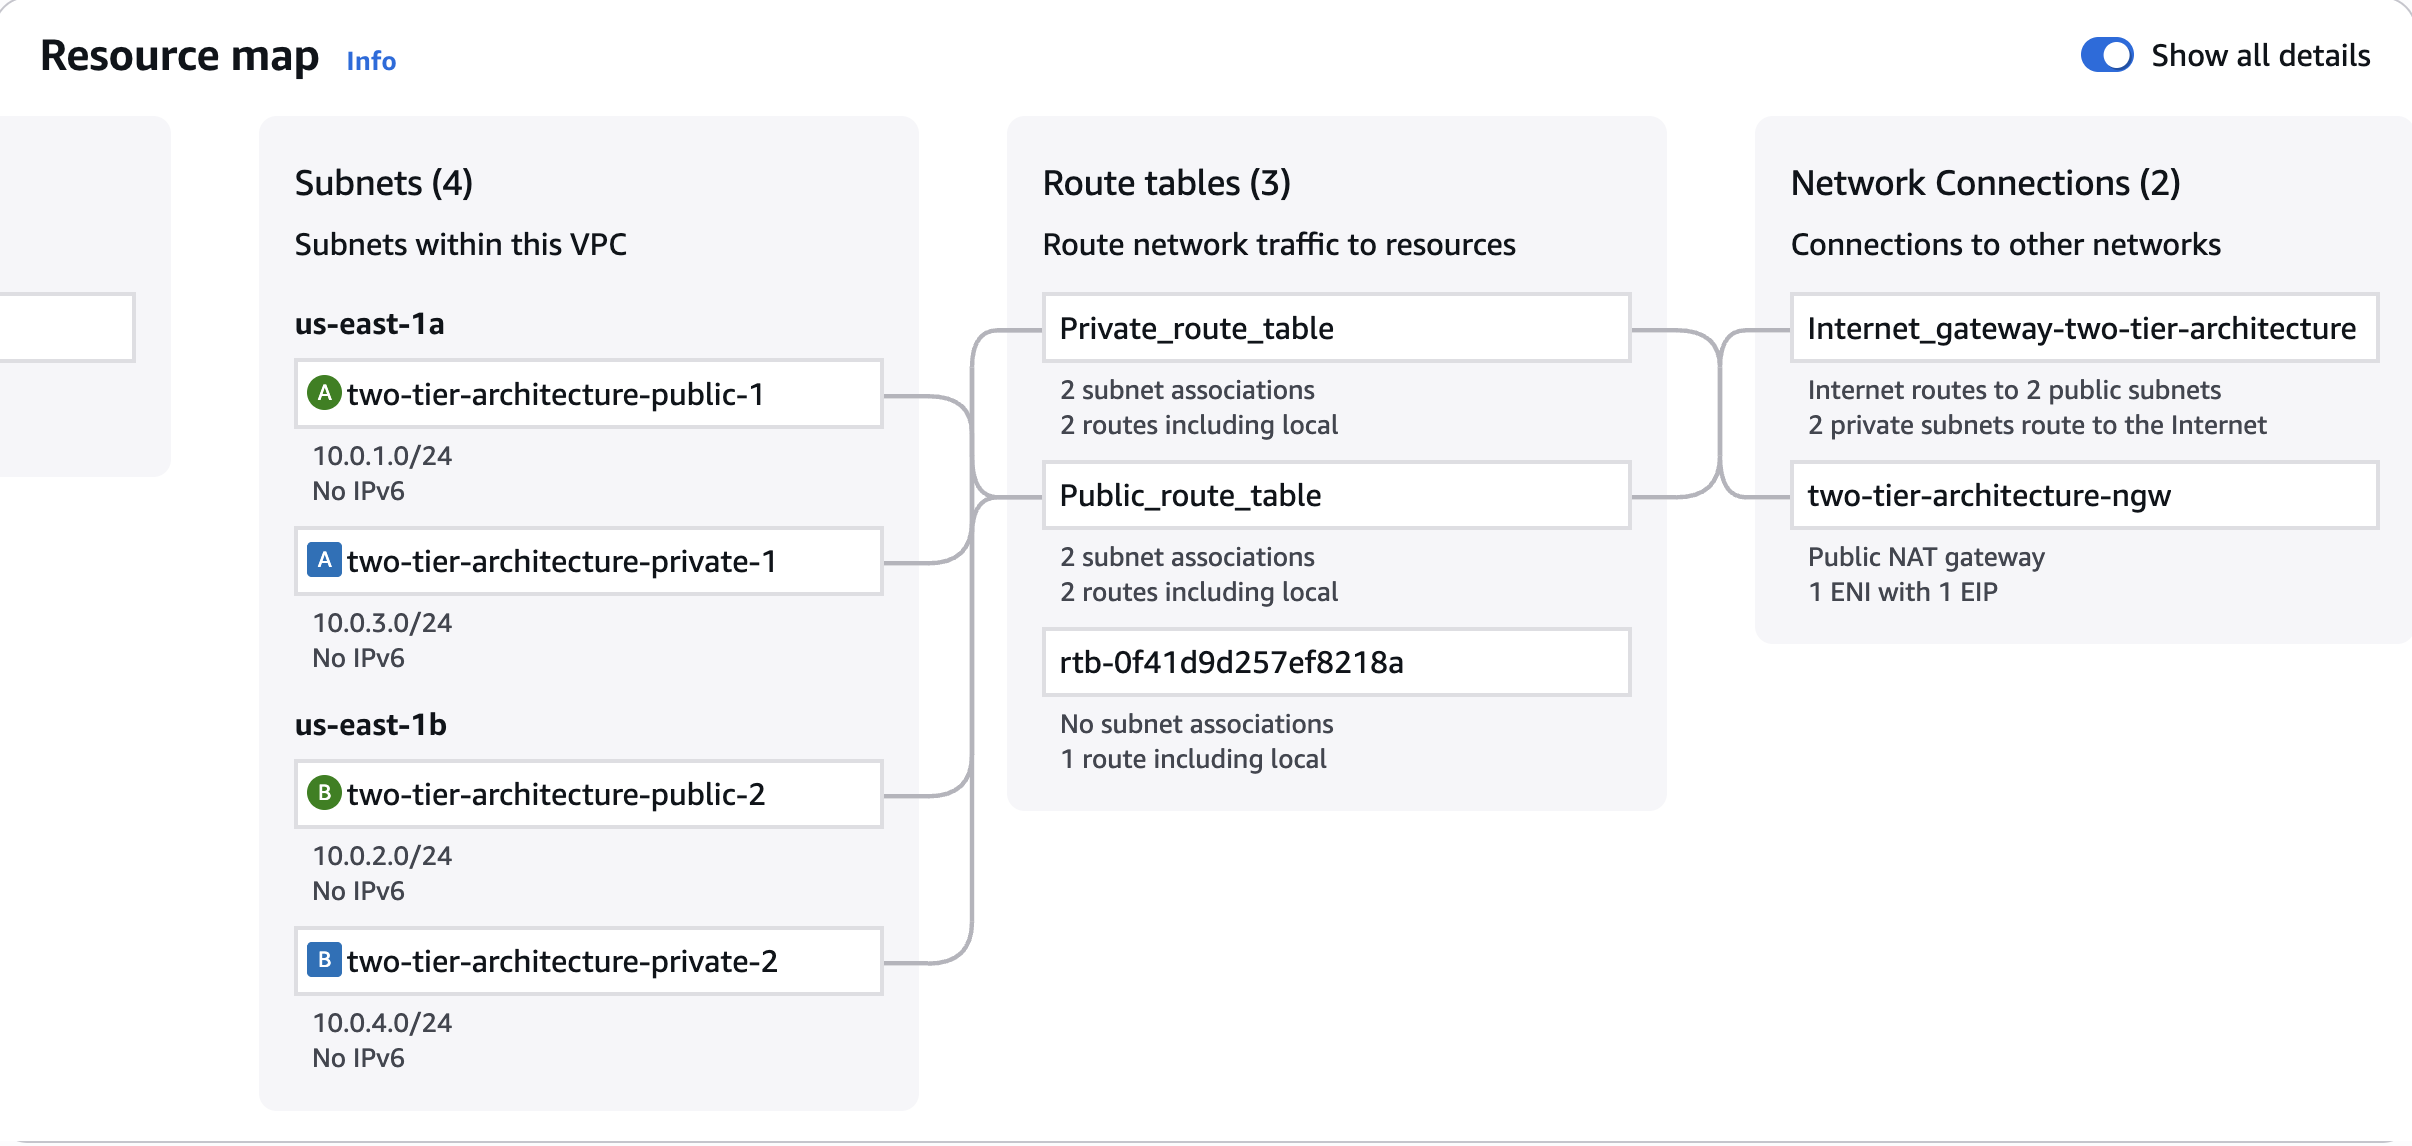 Resource map Info
Show all details
Subnets (4)
Subnets within this VPC
us-east-1a
A two-tier-architecture-public-1
10.0.1.0/24
No IPv6
A two-tier-architecture-private-1
10.0.3.0/24
No IPv6
us-east-1b
B two-tier-architecture-public-2
10.0.2.0/24
No IPv6
B two-tier-architecture-private-2
10.0.4.0/24
No IPv6
Route tables (3)
Route network traffic to resources
Private_route_table
2 subnet associations
2 routes including local
Public_route_table
2 subnet associations
2 routes including local
rtb-0f41d9d257ef8218a
No subnet associations
1 route including local
Network Connections (2)
Connections to other networks
Internet_gateway-two-tier-architecture
Internet routes to 2 public subnets
2 private subnets route to the Internet
two-tier-architecture-ngw
Public NAT gateway
1 ENI with 1 EIP